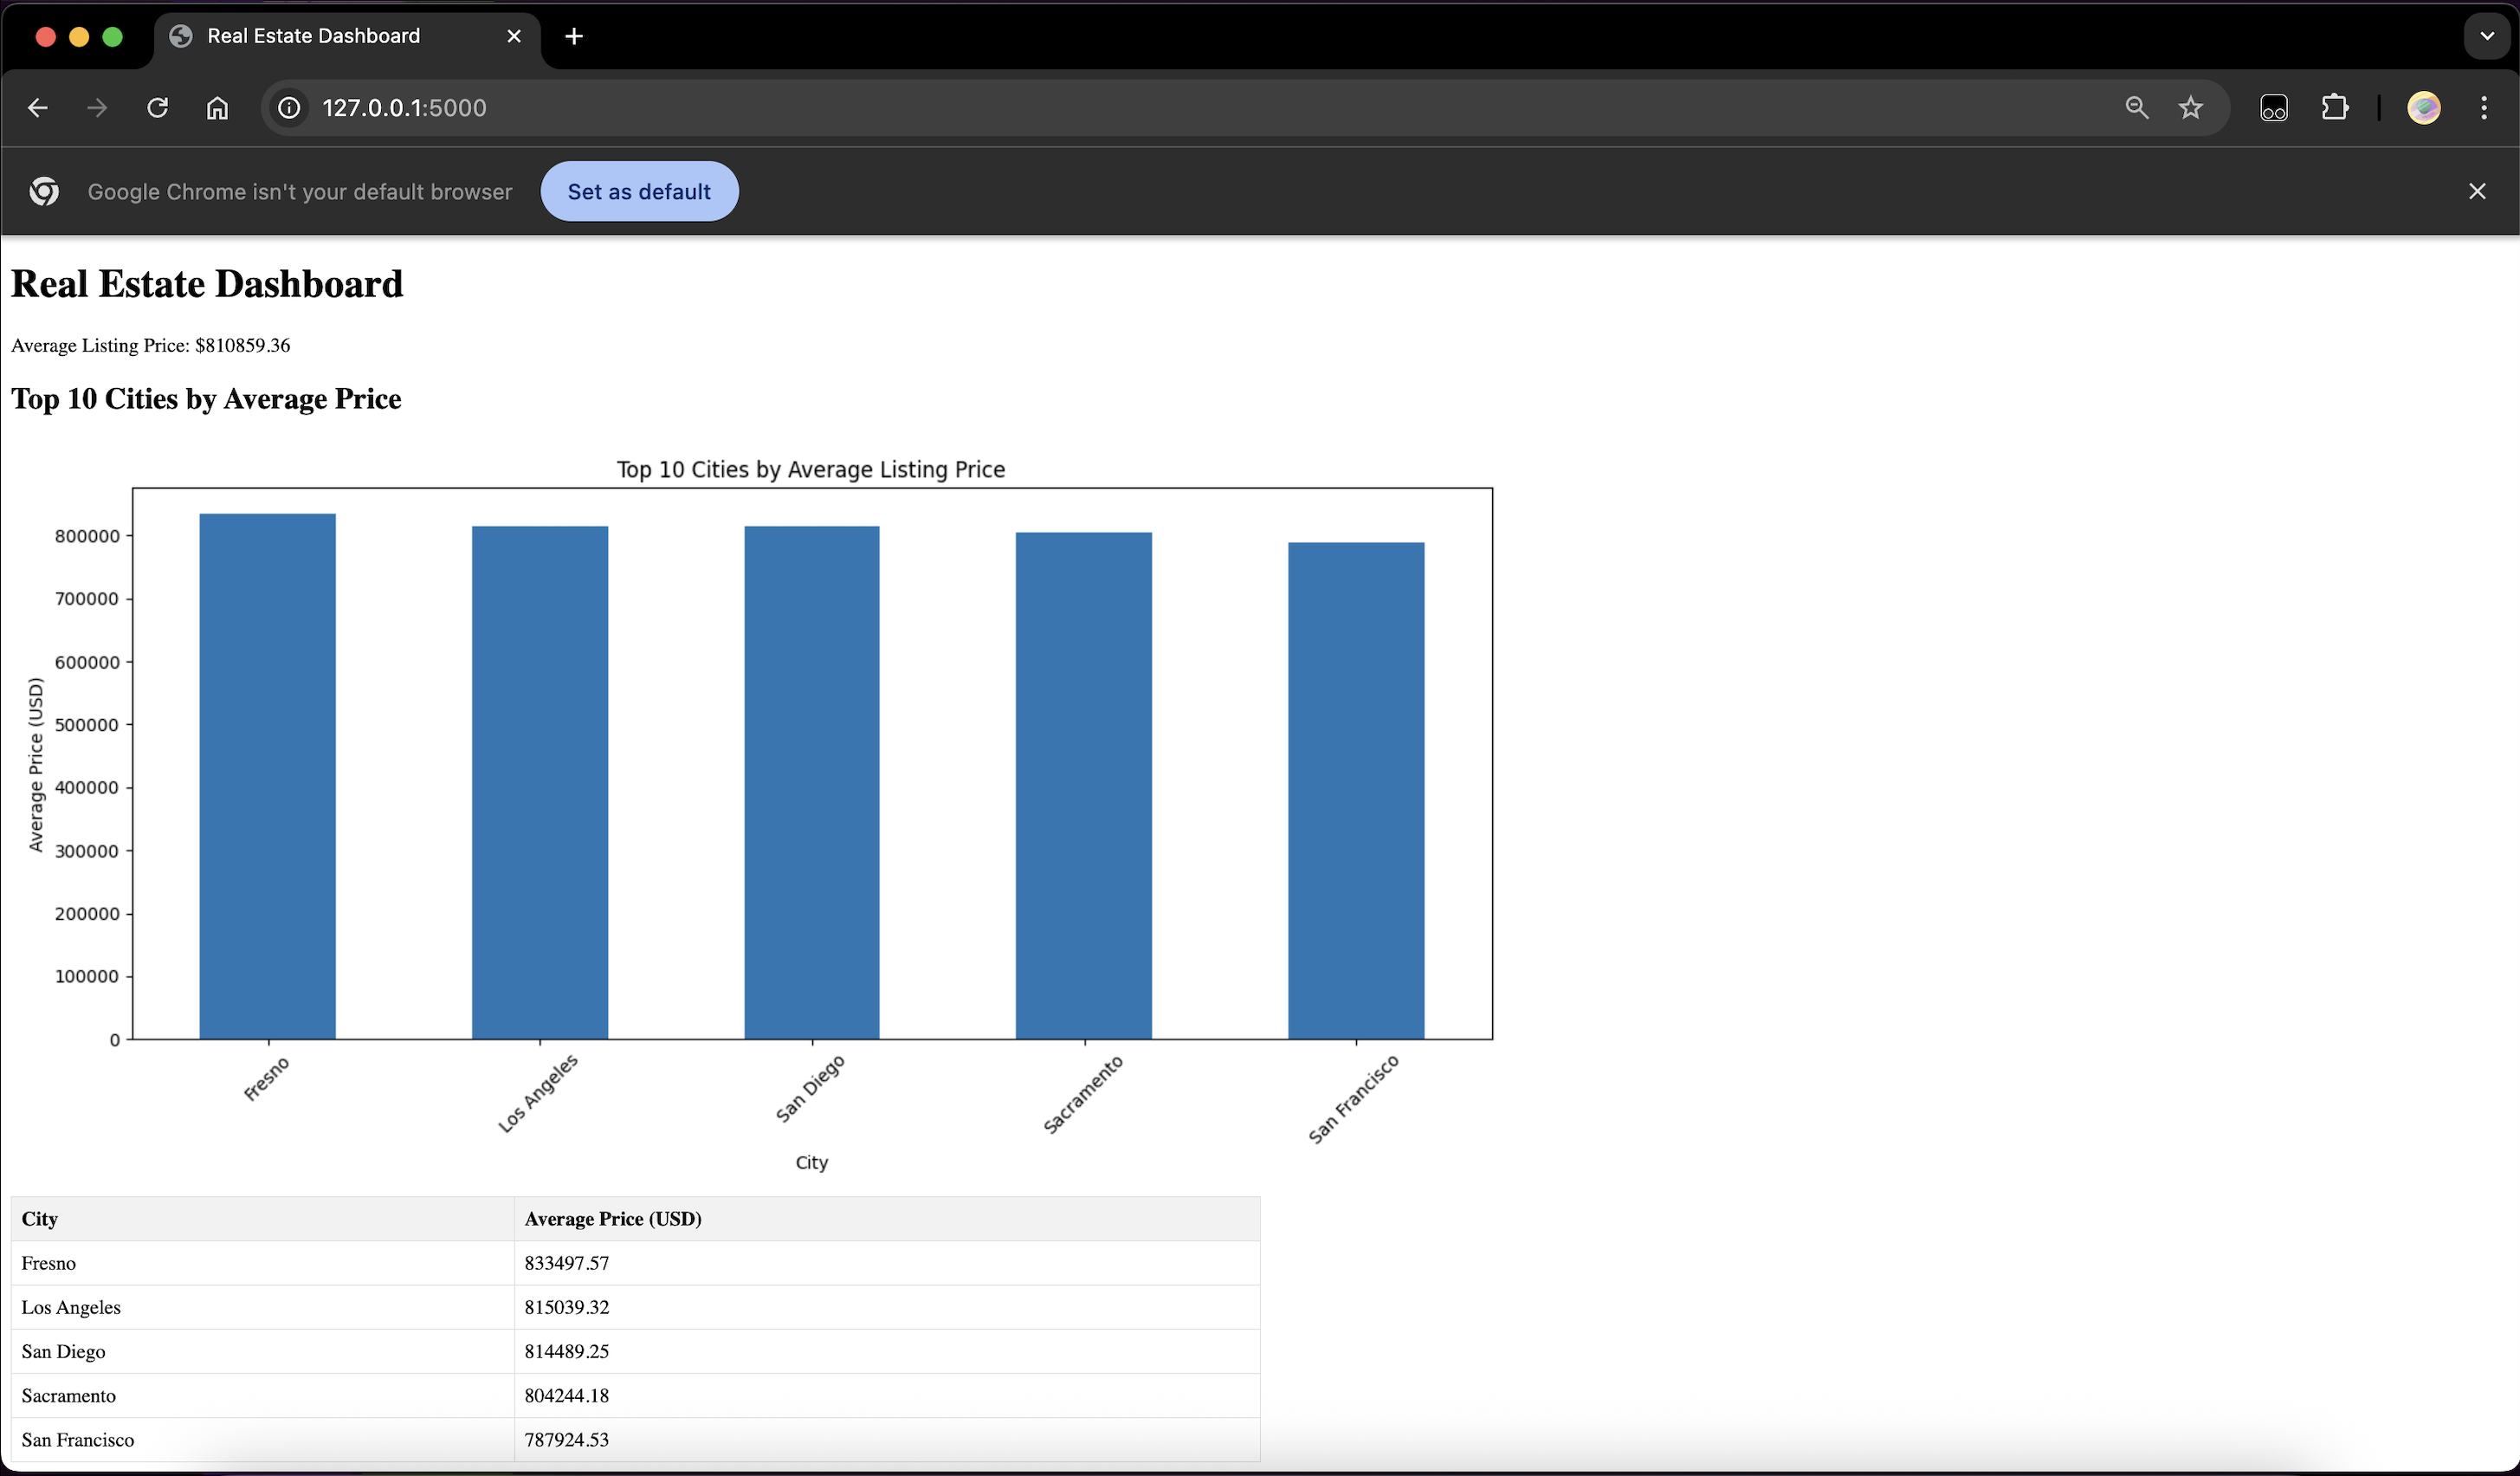 Real Estate Dashboard
127.0.0.1:5000
Google Chrome isn't your default browser Set as default
Real Estate Dashboard
Average Listing Price: $810859.36
Top 10 Cities by Average Price
Top 10 Cities by Average Listing Price
Average Price (USD)
800000
700000
600000
500000
400000
300000
200000
100000
0
Fresno Los Angeles San Diego Sacramento San Francisco
City
City Average Price (USD)
Fresno 833497.57
Los Angeles 815039.32
San Diego 814489.25
Sacramento 804244.18
San Francisco 787924.53